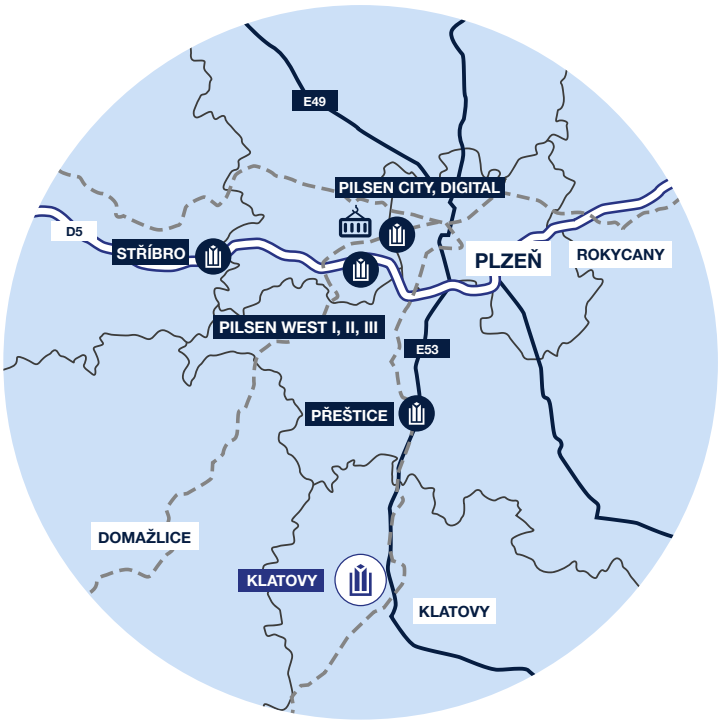 E49
PILSEN CITY, DIGITAL
D5
STŘÍBRO
PLZEŇ
ROKYCANY
PILSEN WEST I, II, III
E53
PŘEŠTICE
DOMAŽLICE
KLATOVY
KLATOVY